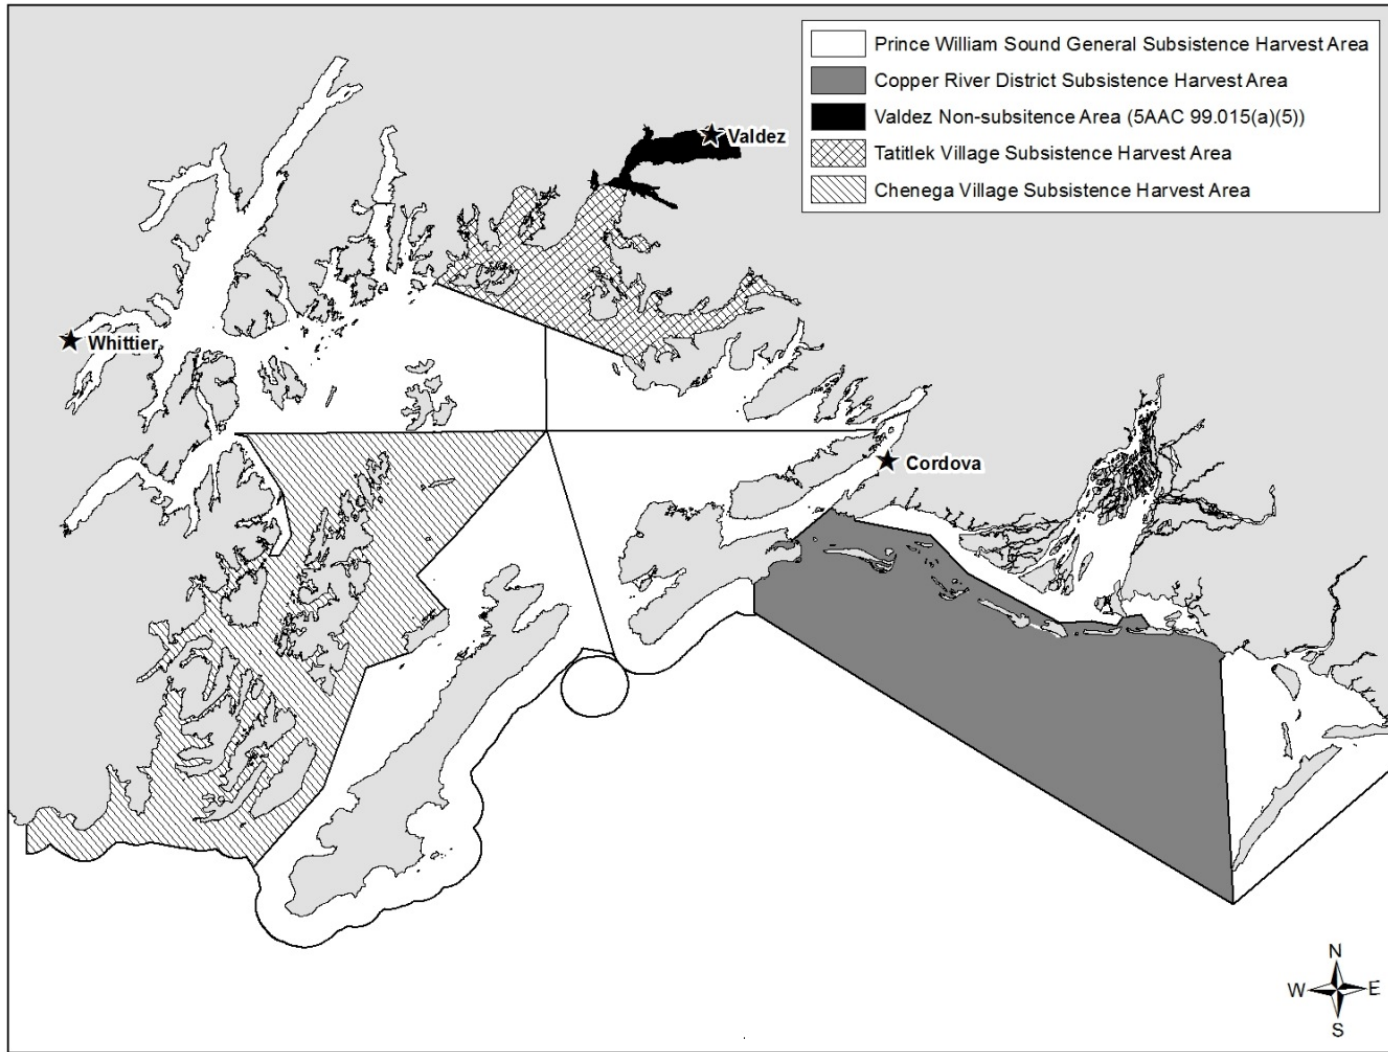 Prince William Sound General Subsistence Harvest Area
Copper River District Subsistence Harvest Area
Valdez Non-subsitence Area (5AAC 99.015(a)(5))
Tatitlek Village Subsistence Harvest Area
Chenega Village Subsistence Harvest Area
Valdez
Whittier
Cordova
N
W E
S